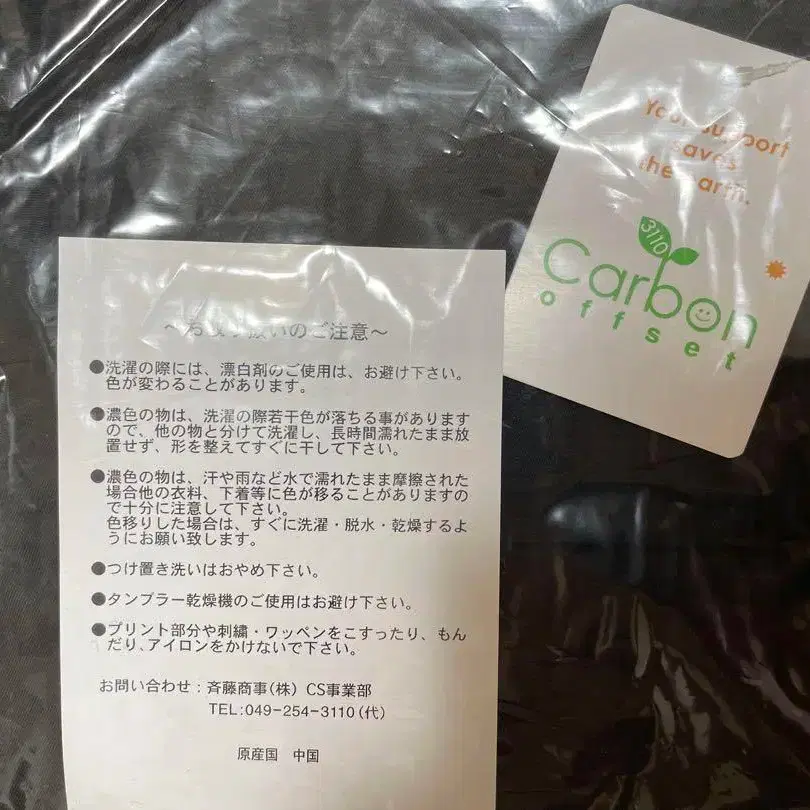 ～お取り扱いのご注意～
●洗濯の際には、漂白剤のご使用は、お避け下さい。
色が変わることがあります。
●濃色の物は、洗濯の際若干色が落ちる事があります
ので、他の物と分けて洗濯し、長時間濡れたまま放
置せず、形を整えてすぐに干して下さい。
●濃色の物は、汗や雨など水で濡れたまま摩擦された
場合他の衣料、下着等に色が移ることがありますの
で十分に注意して下さい。
色移りした場合は、すぐに洗濯・脱水・乾燥するよ
うにお願い致します。
●つけ置き洗いはおやめ下さい。
●タンブラー乾燥機のご使用はお避け下さい。
●プリント部分や刺繍・ワッペンをこすったり、もん
だり、アイロンをかけないで下さい。
お問い合わせ：斉藤商事(株) CS事業部
TEL:049-254-3110(代)
原産国 中国
Your support
saves
the earth.
3110
Carbon
offset